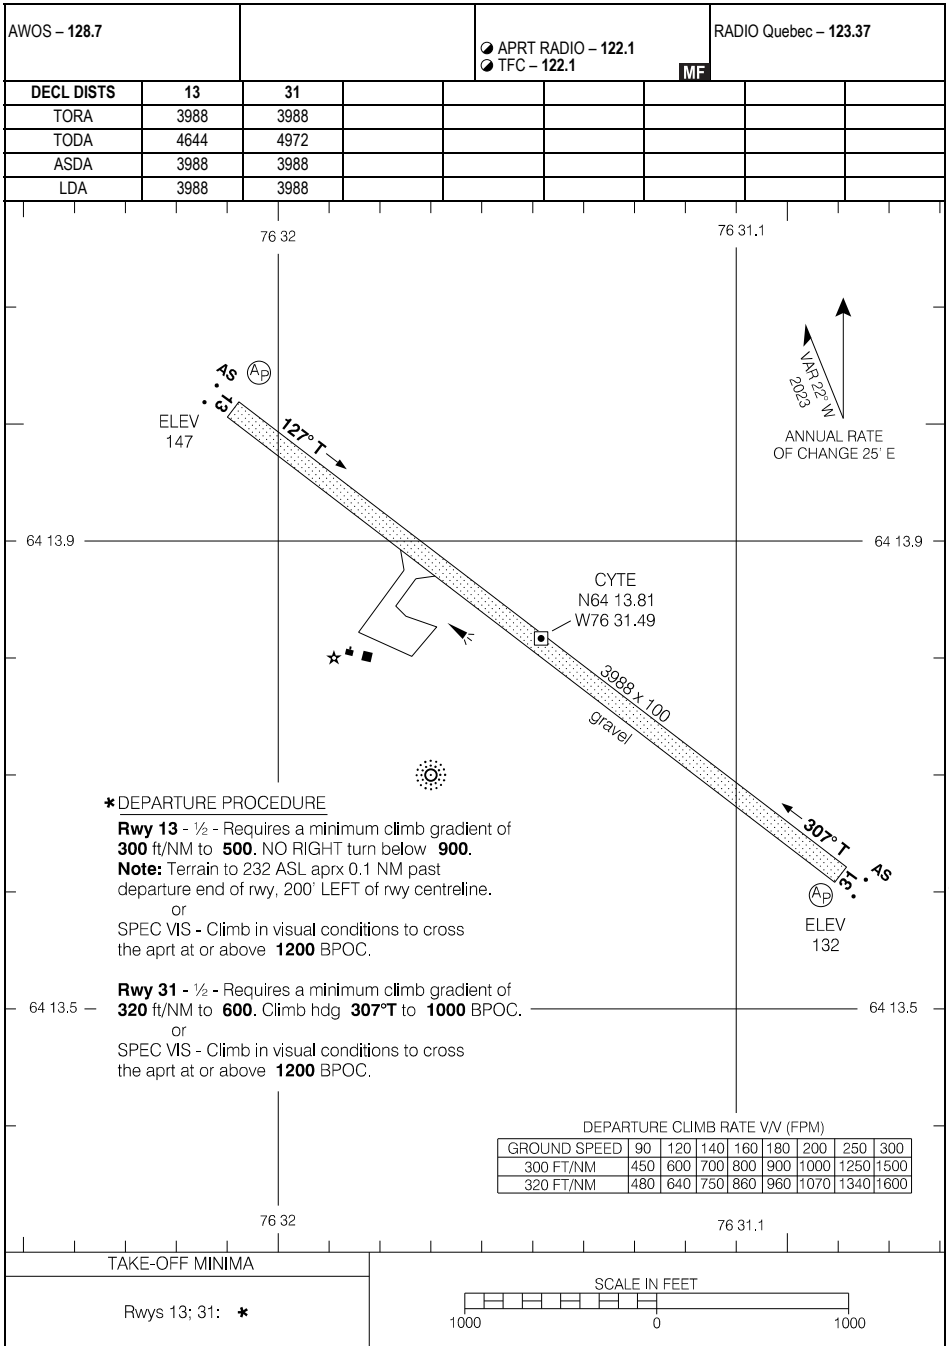 AWOS – 128.7
APRT RADIO – 122.1
TFC – 122.1
MF
RADIO Quebec – 123.37
DECL DISTS 13 31
TORA 3988 3988
TODA 4644 4972
ASDA 3988 3988
LDA 3988 3988
76 32
76 31.1
AS
AP
13
ELEV
147
127° T
VAR 22° W
2023
ANNUAL RATE
OF CHANGE 25' E
64 13.9
64 13.9
CYTE
N64 13.81
W76 31.49
3988 x 100
gravel
307° T
31
AS
AP
ELEV
132
* DEPARTURE PROCEDURE
Rwy 13 - ½ - Requires a minimum climb gradient of
300 ft/NM to 500. NO RIGHT turn below 900.
Note: Terrain to 232 ASL aprx 0.1 NM past
departure end of rwy, 200' LEFT of rwy centreline.
or
SPEC VIS - Climb in visual conditions to cross
the aprt at or above 1200 BPOC.
Rwy 31 - ½ - Requires a minimum climb gradient of
320 ft/NM to 600. Climb hdg 307°T to 1000 BPOC.
or
SPEC VIS - Climb in visual conditions to cross
the aprt at or above 1200 BPOC.
64 13.5
64 13.5
DEPARTURE CLIMB RATE V/V (FPM)
GROUND SPEED 90 120 140 160 180 200 250 300
300 FT/NM 450 600 700 800 900 1000 1250 1500
320 FT/NM 480 640 750 860 960 1070 1340 1600
76 32
76 31.1
TAKE-OFF MINIMA
Rwys 13; 31: *
SCALE IN FEET
1000 0 1000